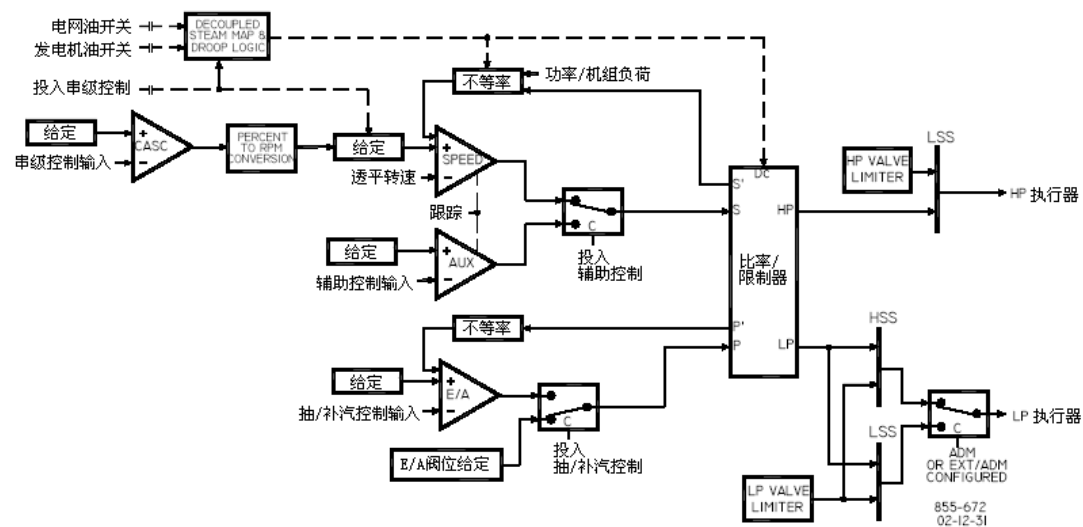 电网油开关
发电机油开关
投入串级控制
DECOUPLED
STEAM MAP &
DROOP LOGIC
不等率
功率/机组负荷
给定
+
CASC
-
串级控制输入
PERCENT
TO RPM
CONVERSION
给定
+
+
SPEED
-
透平转速
跟踪
给定
+
AUX
-
辅助控制输入
C
投入
辅助控制
DC
S'
S
HP
比率/
限制器
P'
P
LP
HP VALVE
LIMITER
LSS
HP 执行器
不等率
给定
+
+
E/A
-
抽/补汽控制输入
E/A阀位给定
C
投入
抽/补汽控制
HSS
LSS
LP VALVE
LIMITER
C
LP 执行器
ADM
OR EXT/ADM
CONFIGURED
855-672
02-12-31